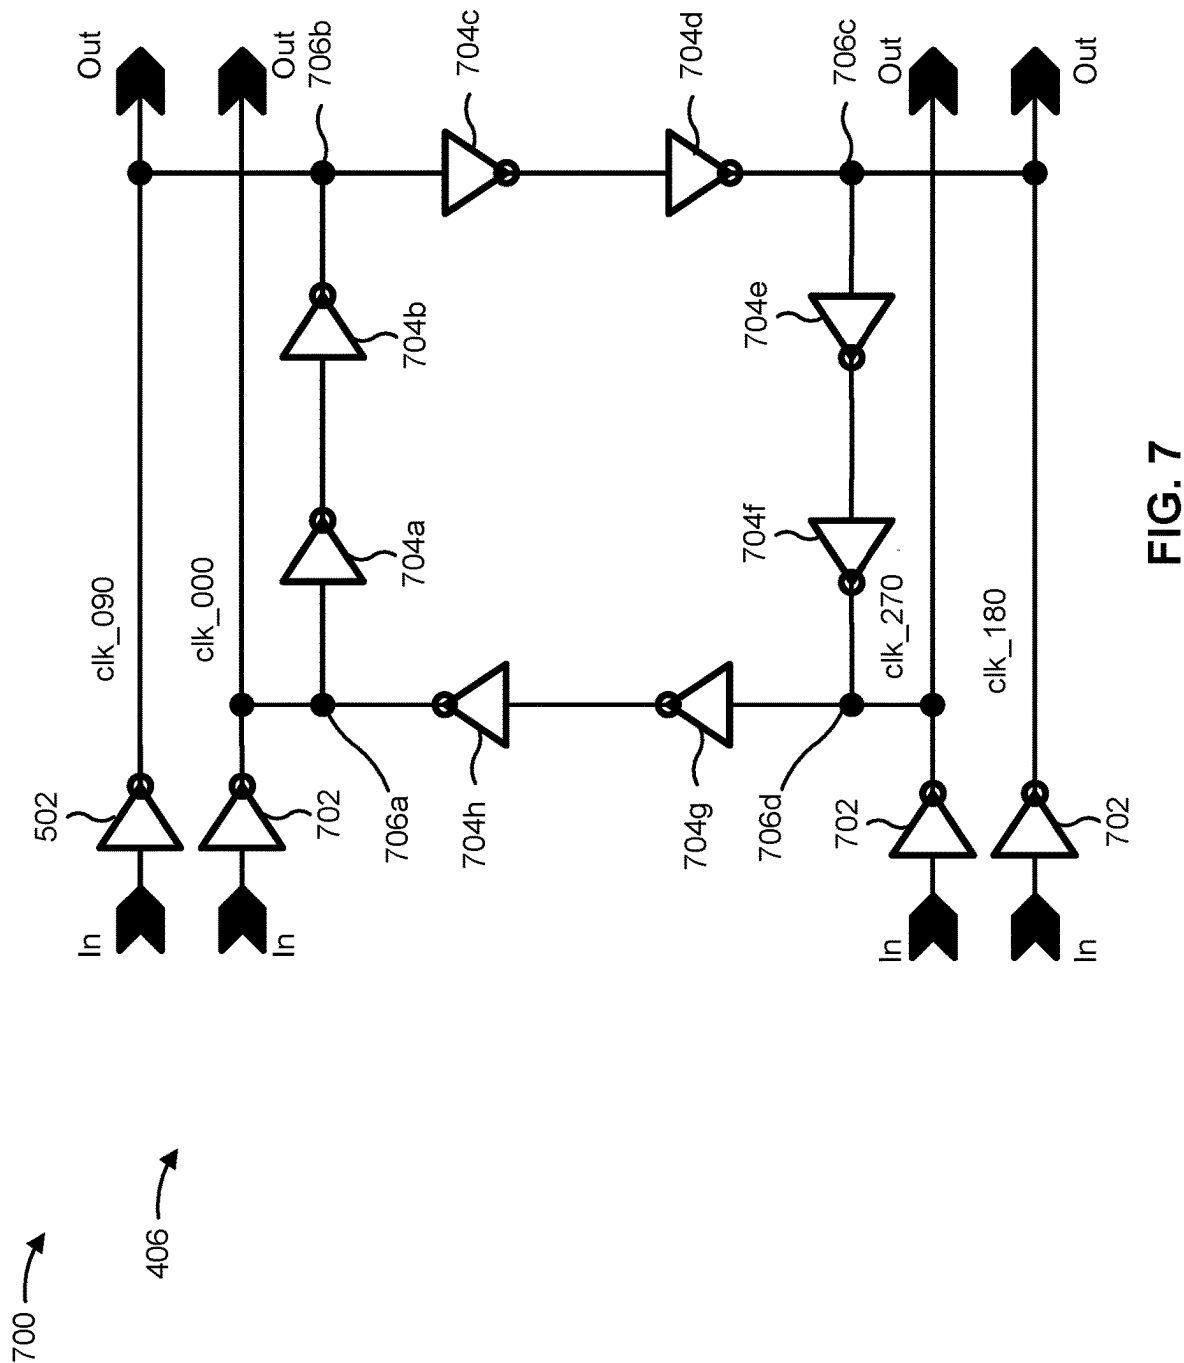 700
406
In
502
clk_090
Out
In
702
clk_000
Out
706a
704a
704b
706b
704h
704c
704g
704d
706d
704f
704e
706c
In
702
clk_270
Out
In
702
clk_180
Out
FIG. 7